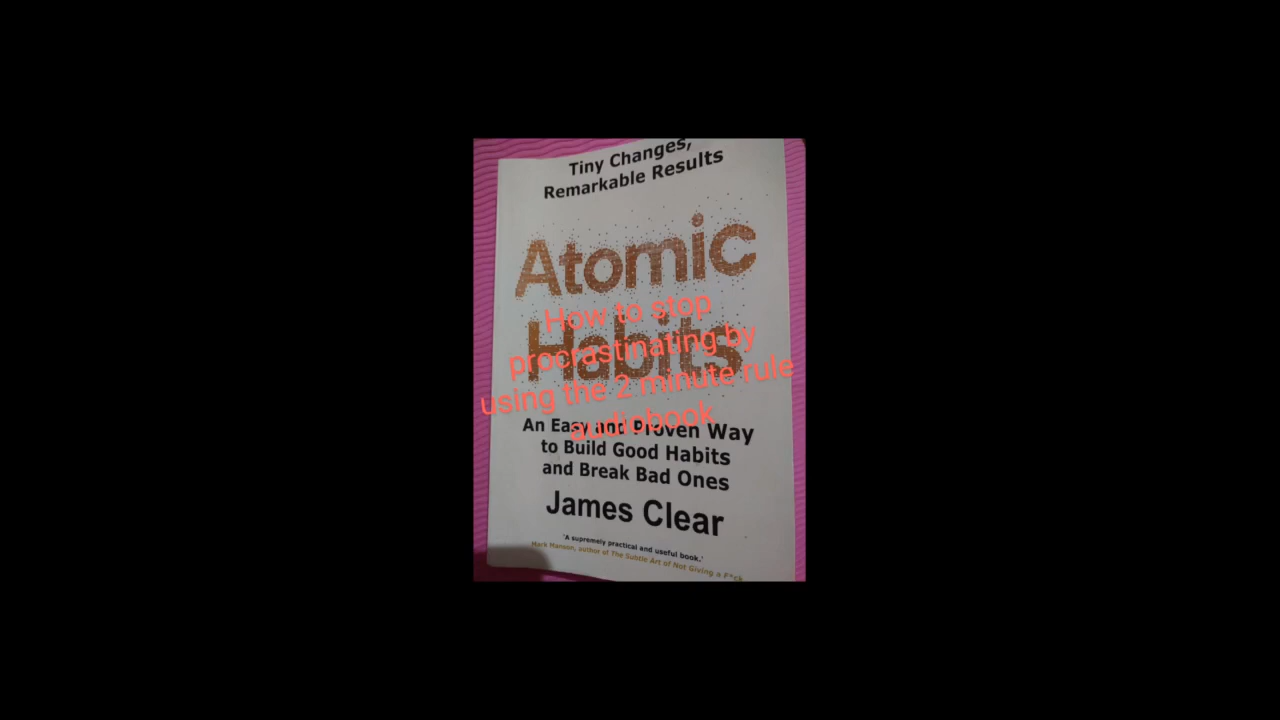 Tiny Changes,
Remarkable Results
Atomic
Habits
How to stop
procrastinating by
using the 2 minute rule
audiobook
An Easy and Proven Way
to Build Good Habits
and Break Bad Ones
James Clear
'A supremely practical and useful book.'
Mark Manson, author of The Subtle Art of Not Giving a F*ck